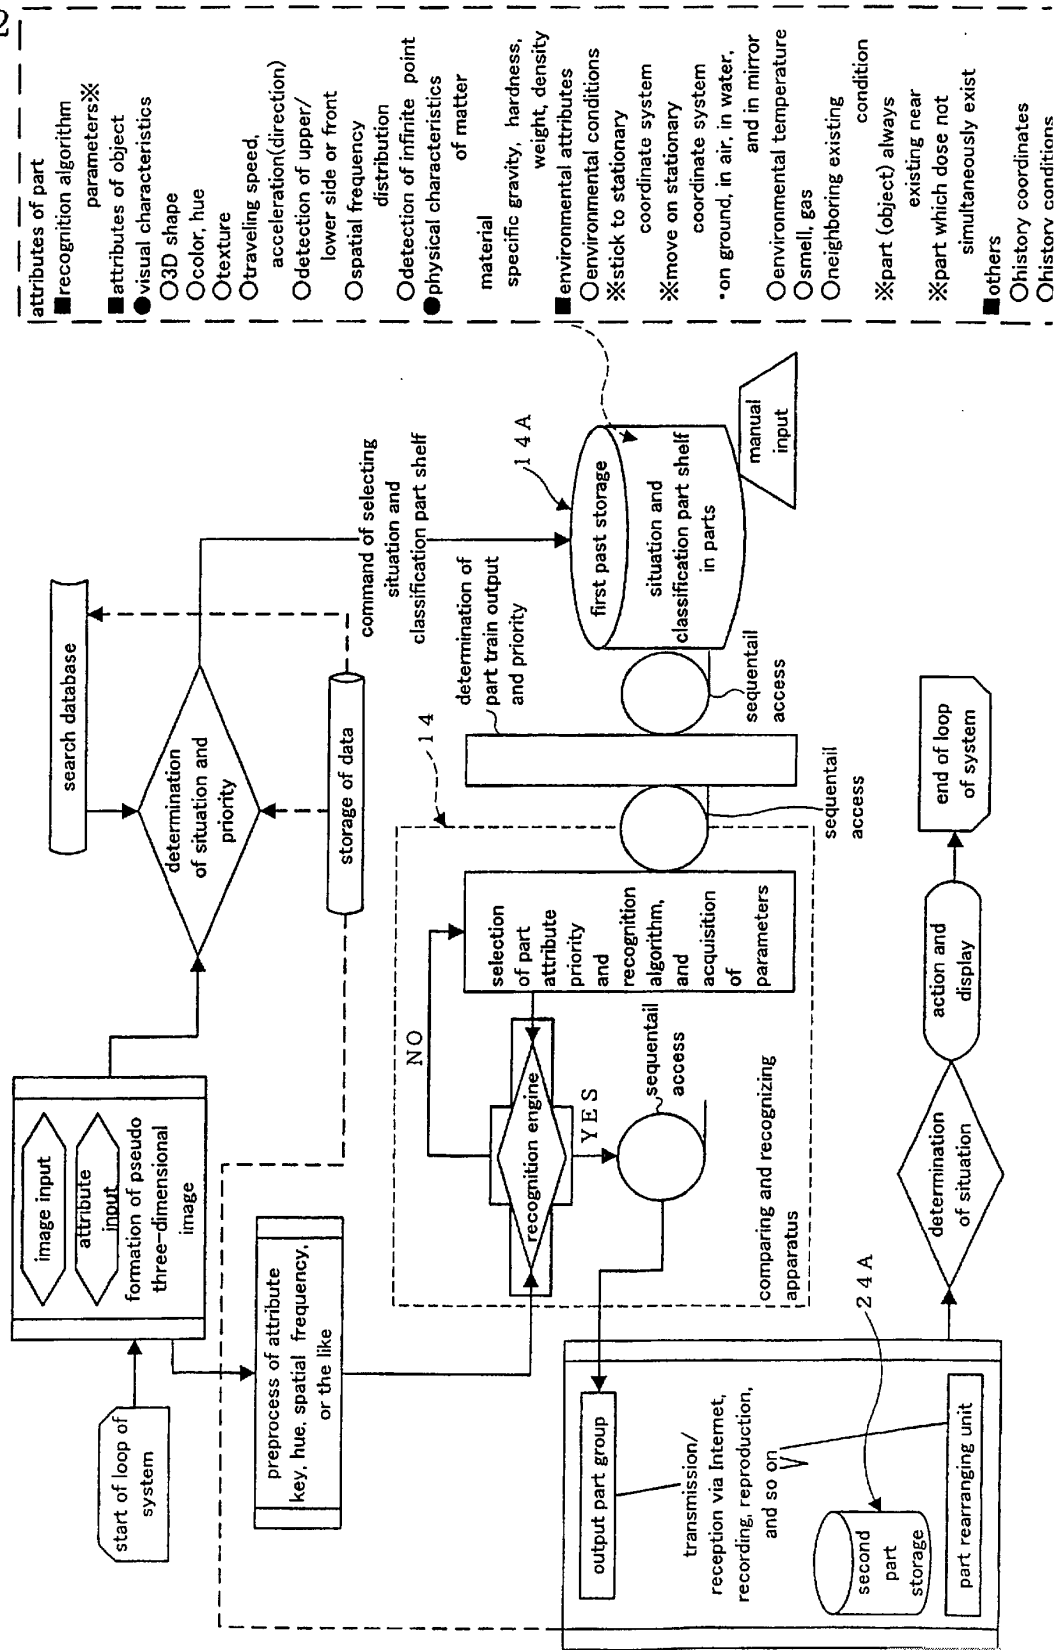 2
start of loop of
system
image input
attribute
input
formation of pseudo
three-dimensional
image
determination
of situation and
priority
search database
storage of data
command of selecting
situation and
classification part shelf
preprocess of attribute
key, hue, spatial frequency,
or the like
recognition engine
NO
YES
sequentail
access
selection
of part
attribute
priority
and
recognition
algorithm,
and
acquisition
of
parameters
comparing and recognizing
apparatus
14
sequentail
access
determination of
part train output
and priority
sequentail
access
14A
first past storage
situation and
classification part shelf
in parts
manual
input
output part group
transmission/
reception via Internet,
recording, reproduction,
and so on
24A
second
part
storage
part rearranging unit
determination
of situation
action and
display
end of loop
of system
attributes of part
■recognition algorithm
parameters※
■attributes of object
●visual characteristics
○3D shape
○color, hue
○texture
○traveling speed,
acceleration(direction)
○detection of upper/
lower side or front
○spatial frequency
distribution
○detection of infinite point
●physical characteristics
of matter
material
specific gravity, hardness,
weight, density
■environmental attributes
○environmental conditions
※stick to stationary
coordinate system
※move on stationary
coordinate system
・on ground, in air, in water,
and in mirror
○environmental temperature
○smell, gas
○neighboring existing
condition
※part (object) always
existing near
※part which dose not
simultaneously exist
■others
○history coordinates
○history conditions